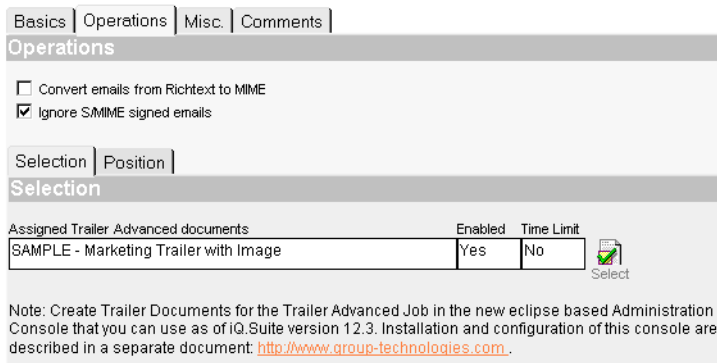 Basics Operations Misc. Comments
Operations
Convert emails from Richtext to MIME
Ignore S/MIME signed emails
Selection Position
Selection
Assigned Trailer Advanced documents Enabled Time Limit
SAMPLE - Marketing Trailer with Image Yes No
Select
Note: Create Trailer Documents for the Trailer Advanced Job in the new eclipse based Administration
Console that you can use as of iQ.Suite version 12.3. Installation and configuration of this console are
described in a separate document: http://www.group-technologies.com .